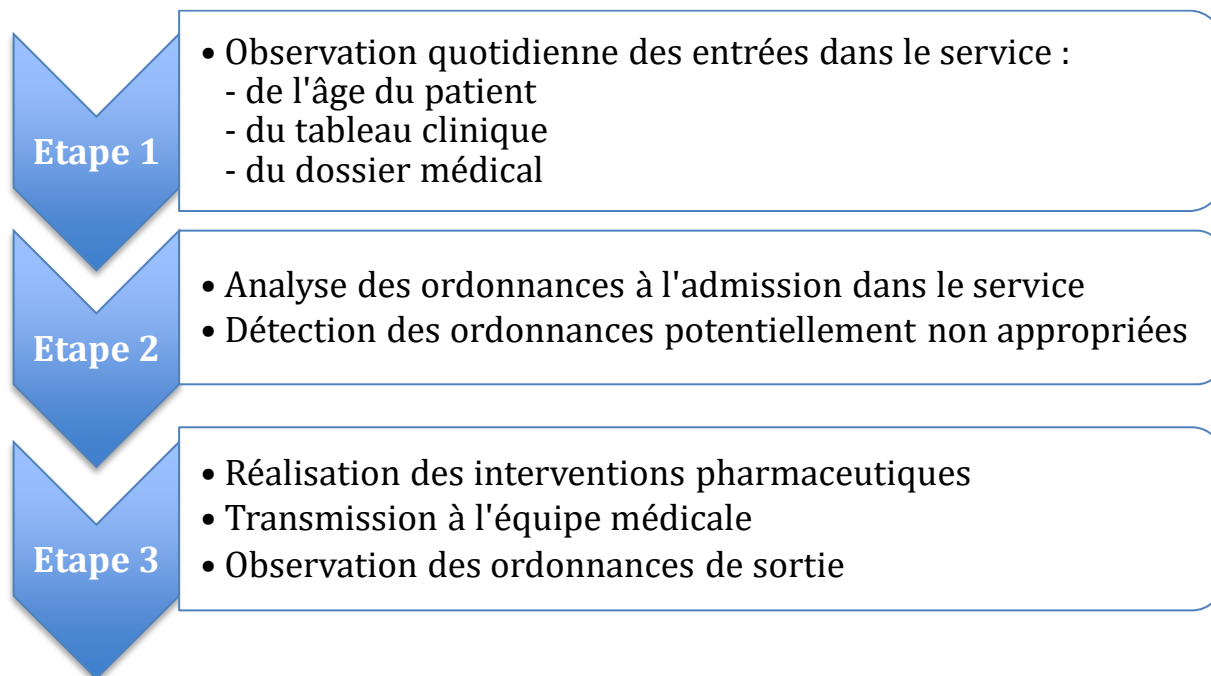 Etape 1
• Observation quotidienne des entrées dans le service :
- de l'âge du patient
- du tableau clinique
- du dossier médical
Etape 2
• Analyse des ordonnances à l'admission dans le service
• Détection des ordonnances potentiellement non appropriées
Etape 3
• Réalisation des interventions pharmaceutiques
• Transmission à l'équipe médicale
• Observation des ordonnances de sortie